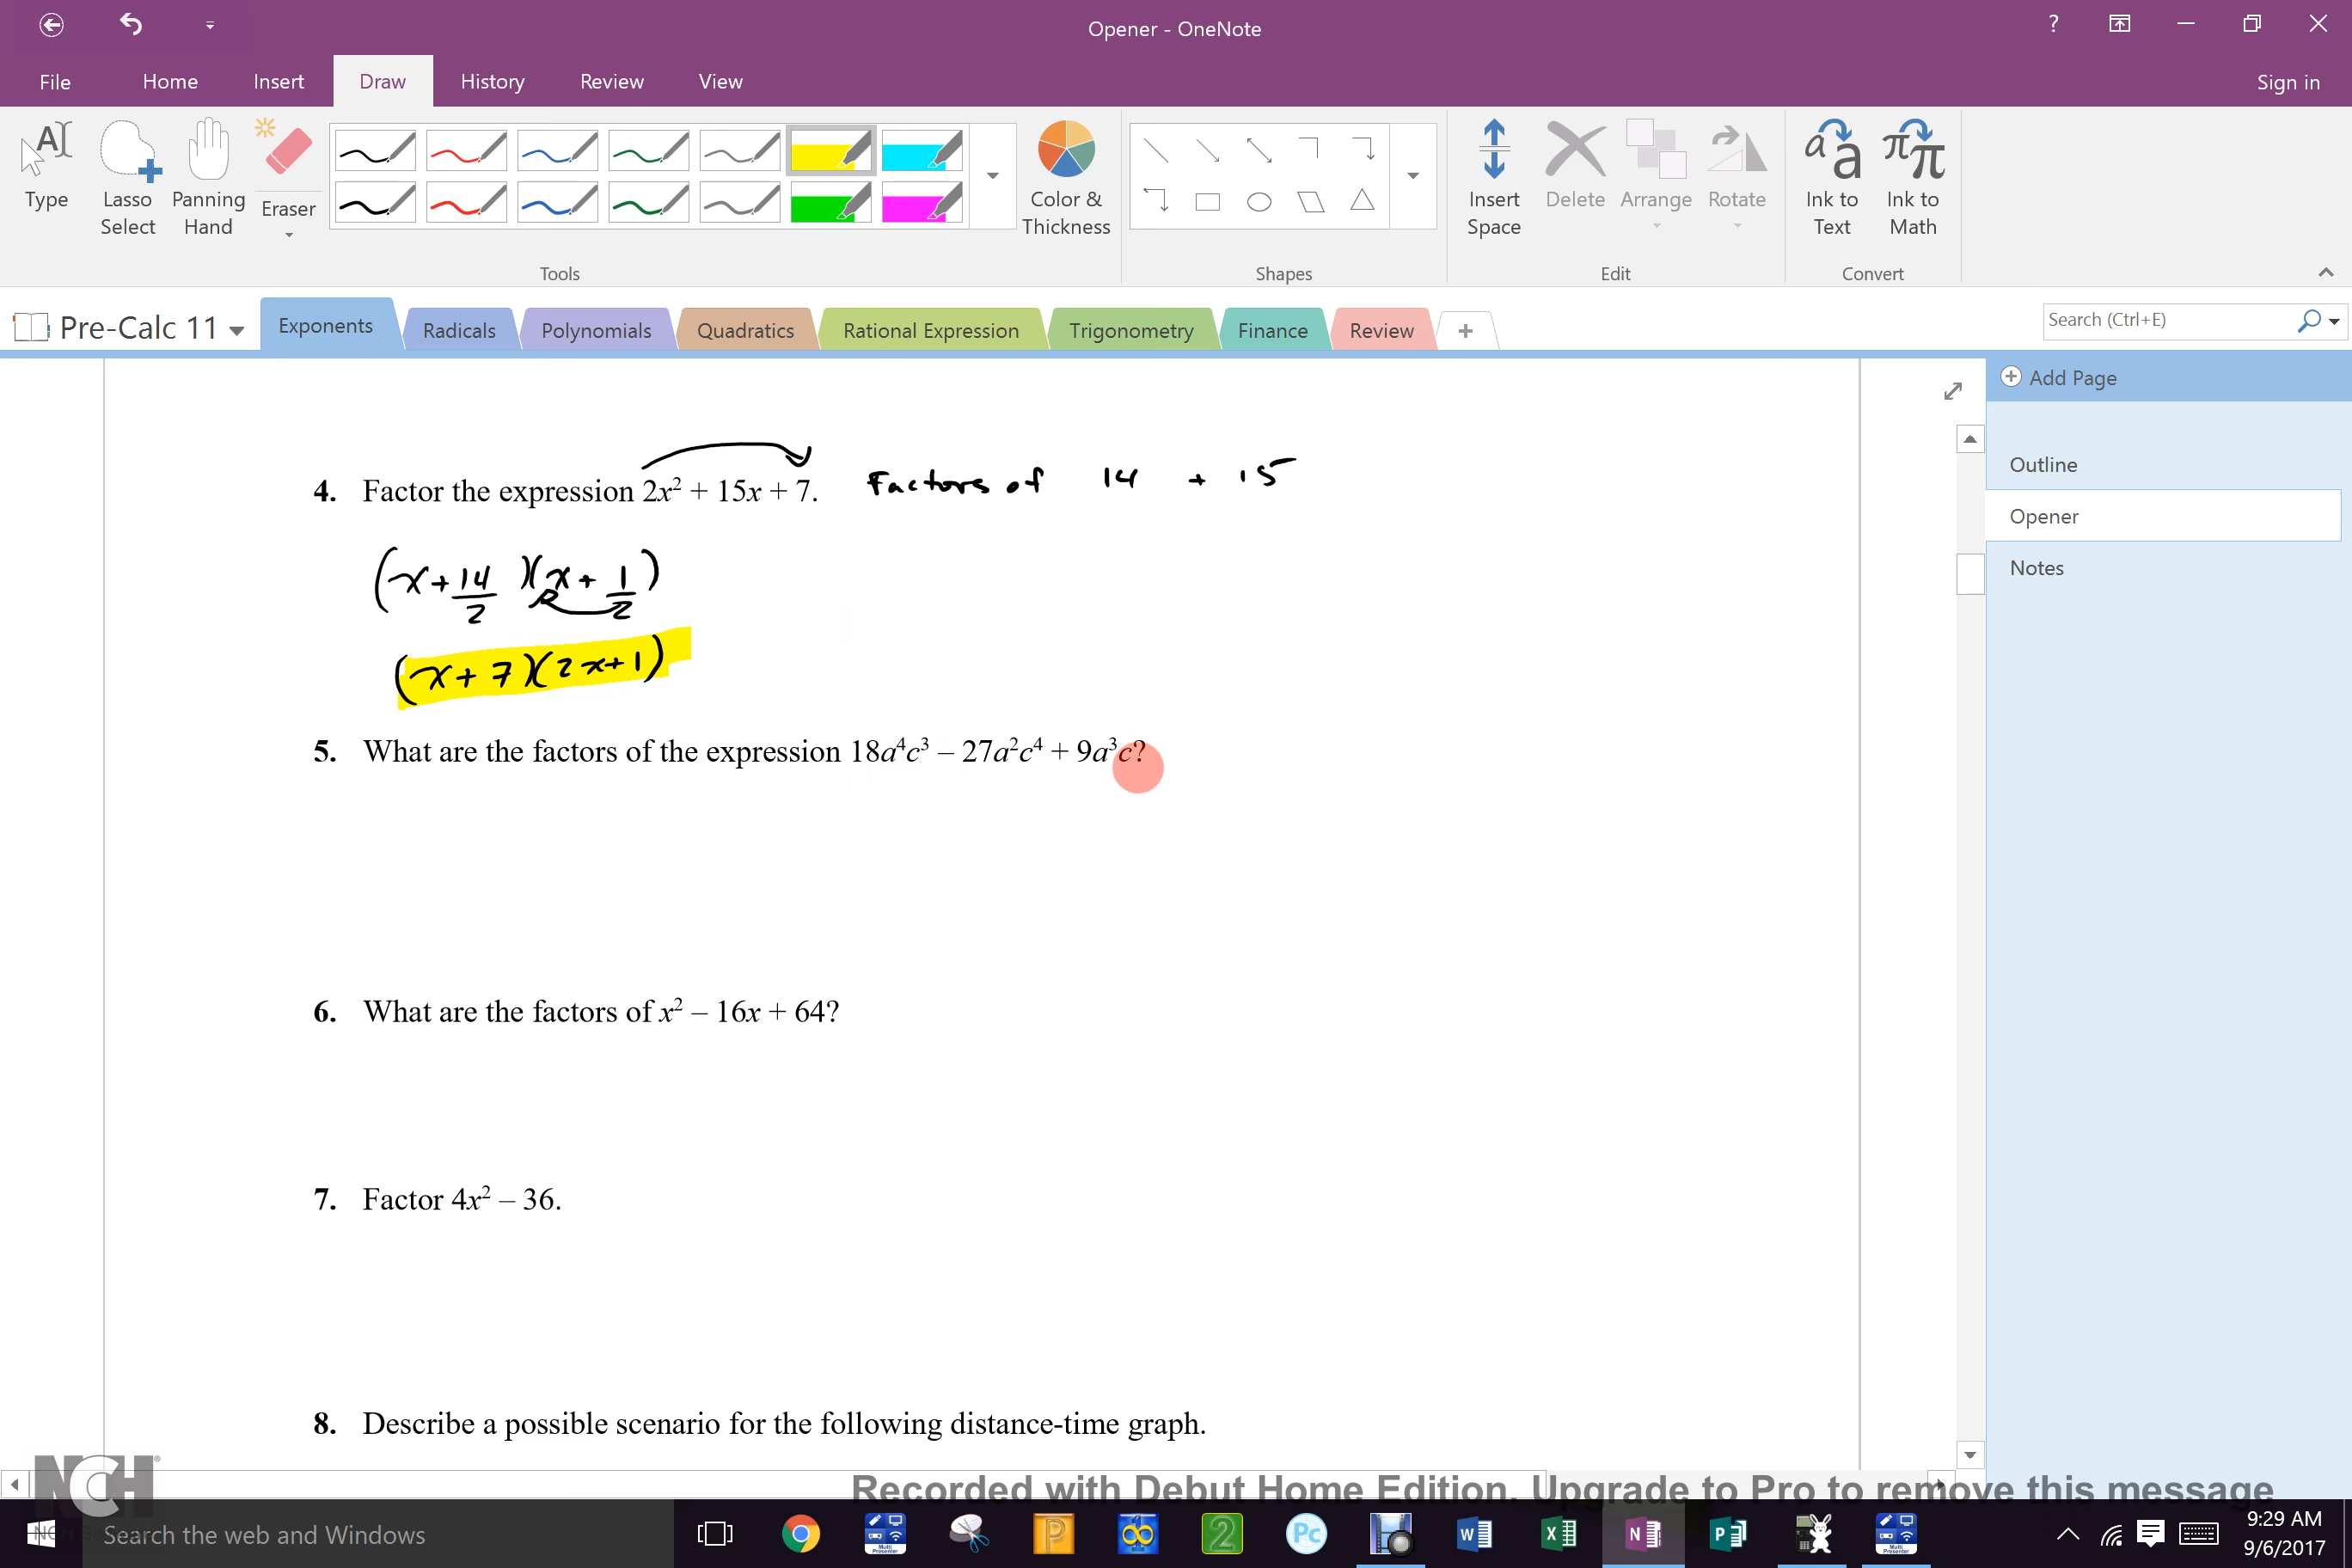 Opener - OneNote
?
File Home Insert Draw History Review View Sign in
Type
Lasso Select
Panning Hand
Eraser
Color & Thickness
Insert Space
Delete
Arrange
Rotate
Ink to Text
Ink to Math
Tools Shapes Edit Convert
Pre-Calc 11 Exponents Radicals Polynomials Quadratics Rational Expression Trigonometry Finance Review +
Search (Ctrl+E)
Add Page
Outline
Opener
Notes
4. Factor the expression 2x² + 15x + 7. Factors of 14 + 15
(x + 14/2)(x + 1/2)
(x + 7)(2x + 1)
5. What are the factors of the expression 18a⁴c³ – 27a²c⁴ + 9a³c?
6. What are the factors of x² – 16x + 64?
7. Factor 4x² – 36.
8. Describe a possible scenario for the following distance-time graph.
NCH
Recorded with Debut Home Edition. Upgrade to Pro to remove this message
Search the web and Windows
9:29 AM
9/6/2017